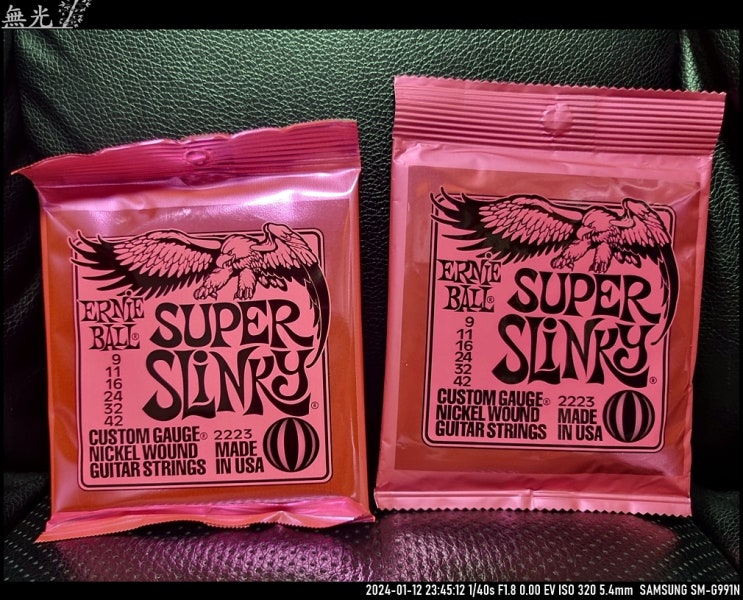 無光
ERNIE
BALL®
SUPER
SLINKY®
9
11
16
24
32
42
CUSTOM GAUGE®
NICKEL WOUND
GUITAR STRINGS
2223
MADE
IN USA
ERNIE
BALL®
SUPER
SLINKY®
9
11
16
24
32
42
CUSTOM GAUGE®
NICKEL WOUND
GUITAR STRINGS
2223
MADE
IN USA
2024-01-12 23:45:12 1/40s F1.8 0.00 EV ISO 320 5.4mm SAMSUNG SM-G991N